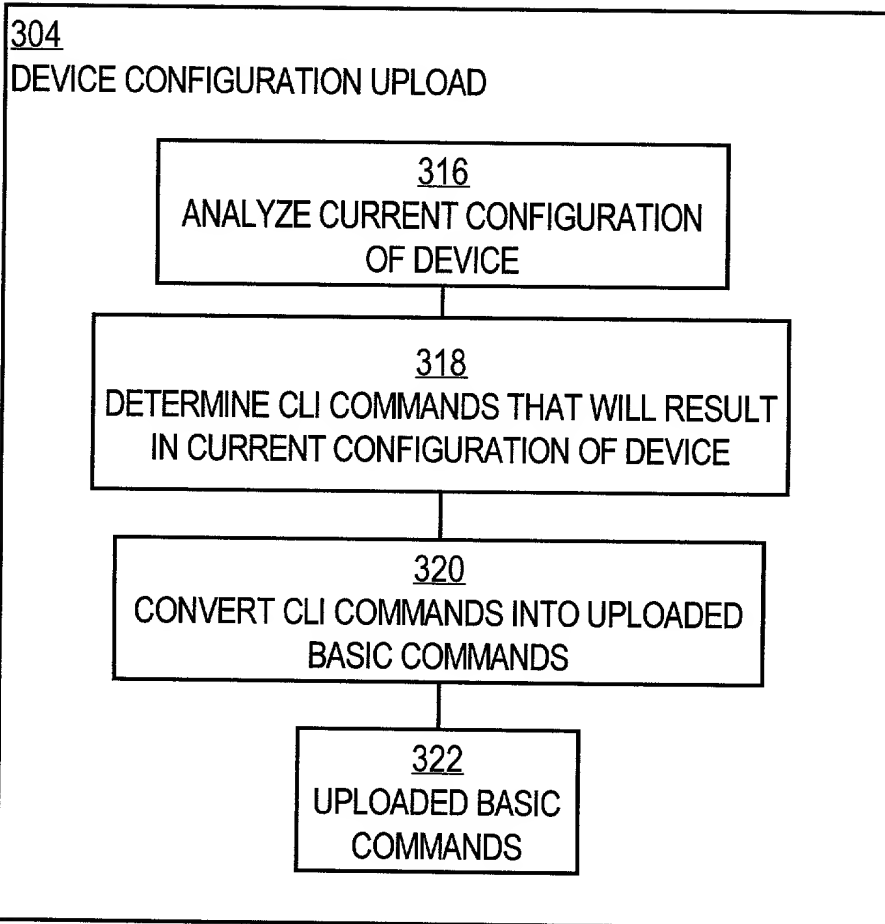 304
DEVICE CONFIGURATION UPLOAD
316
ANALYZE CURRENT CONFIGURATION
OF DEVICE
318
DETERMINE CLI COMMANDS THAT WILL RESULT
IN CURRENT CONFIGURATION OF DEVICE
320
CONVERT CLI COMMANDS INTO UPLOADED
BASIC COMMANDS
322
UPLOADED BASIC
COMMANDS